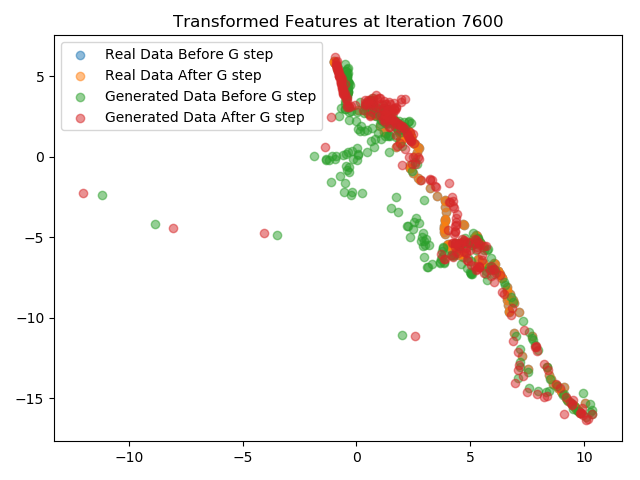 Transformed Features at Iteration 7600
Real Data Before G step
Real Data After G step
Generated Data Before G step
Generated Data After G step
5
0
−5
−10
−15
−10
−5
0
5
10